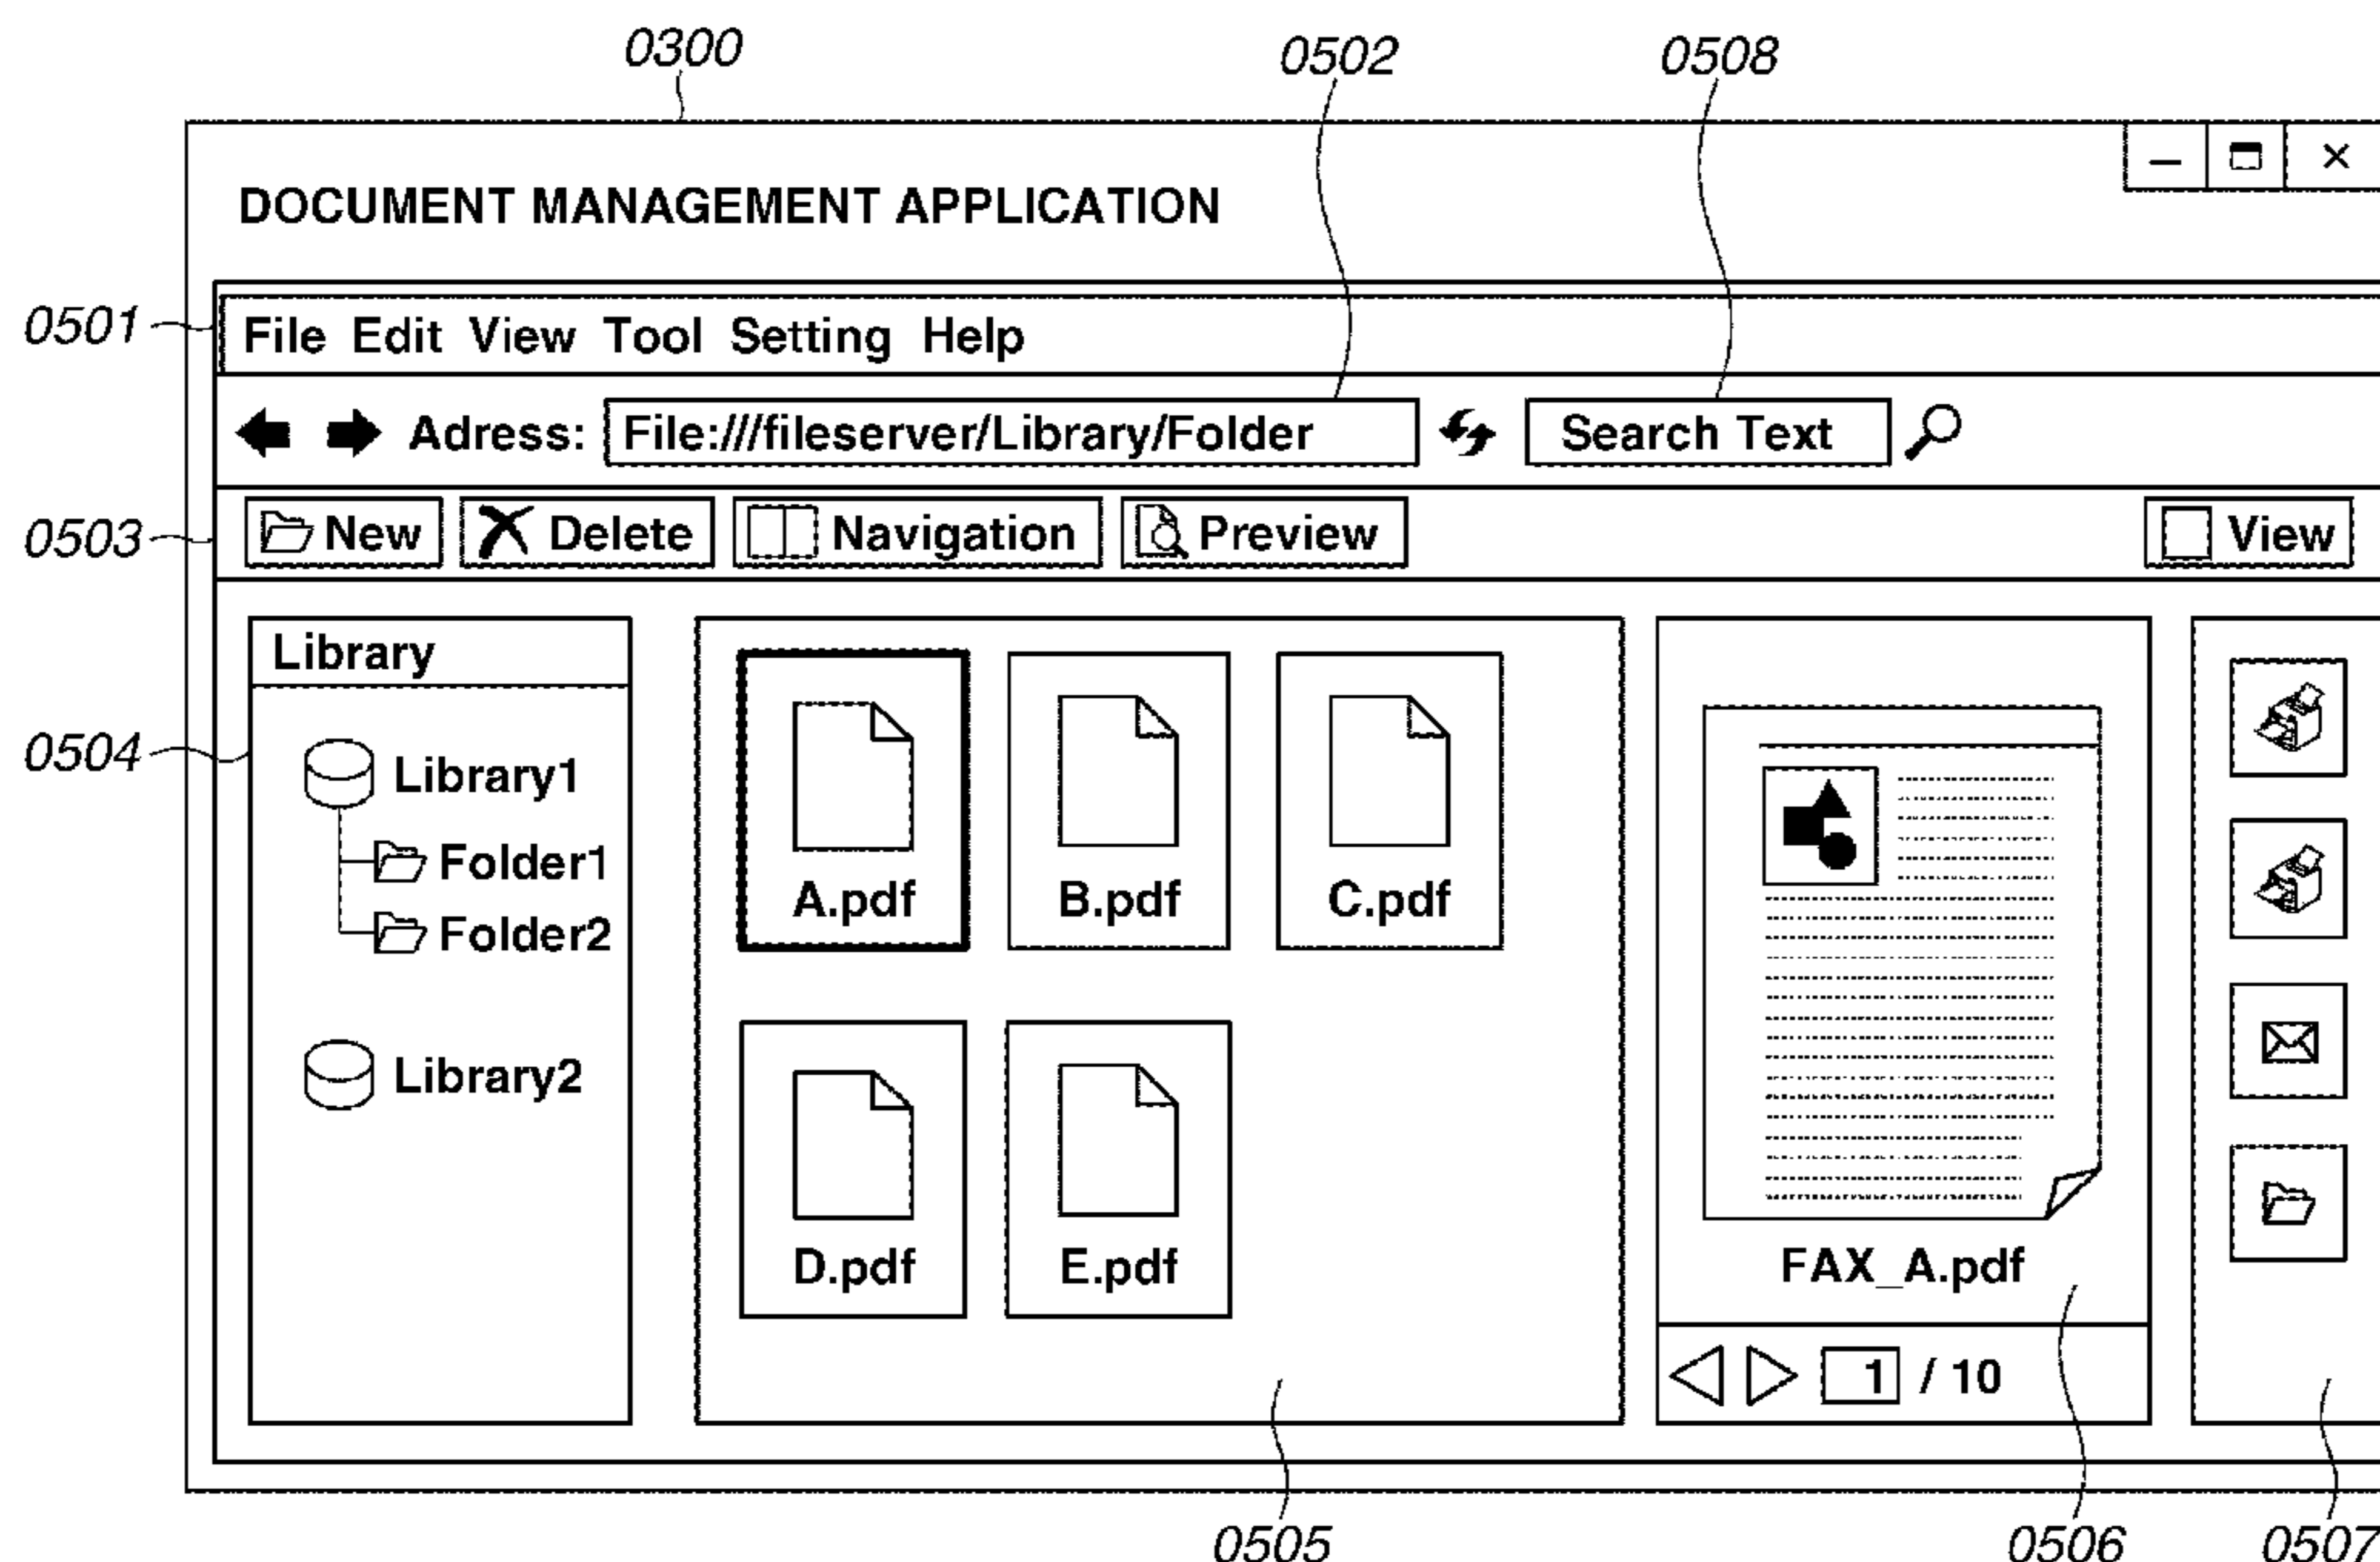 0300 0502 0508
DOCUMENT MANAGEMENT APPLICATION
0501 File Edit View Tool Setting Help
Adress: File:///fileserver/Library/Folder Search Text
0503 New Delete Navigation Preview View
Library
0504
Library1
Folder1
Folder2
Library2
A.pdf B.pdf C.pdf
D.pdf E.pdf
FAX_A.pdf
1 / 10
0505 0506 0507